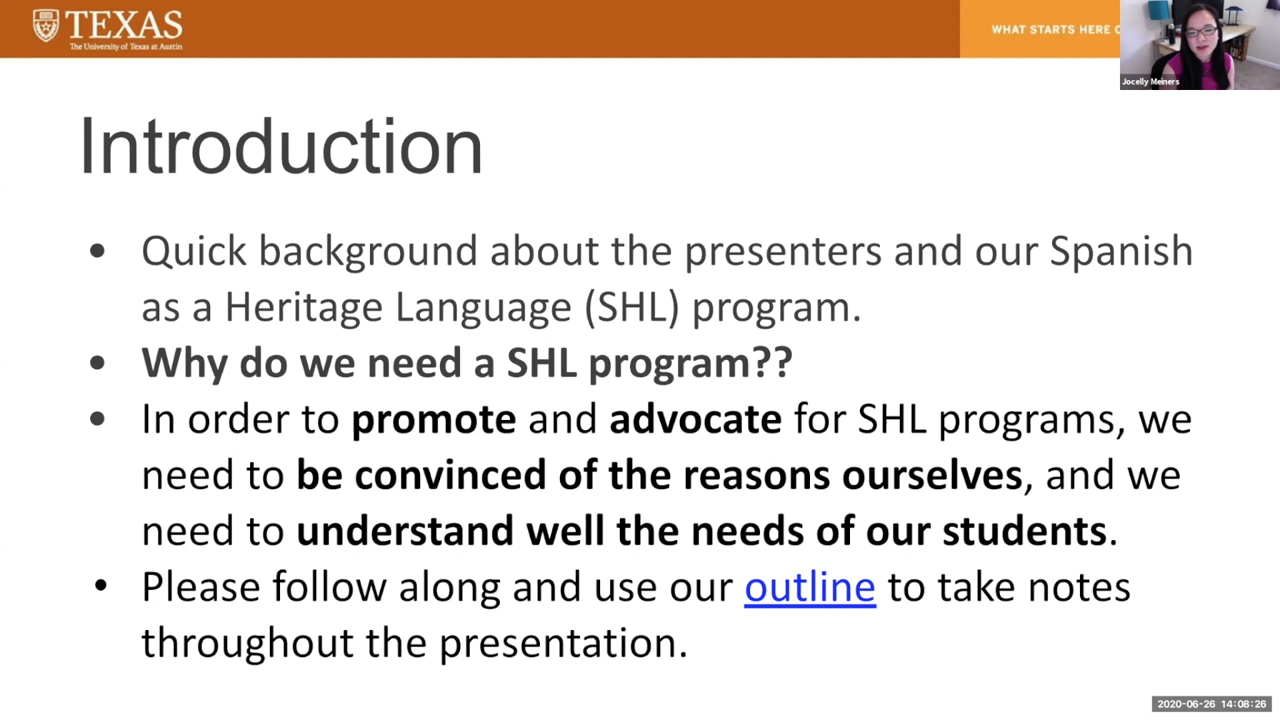 TEXAS
The University of Texas at Austin
WHAT STARTS HERE
Jocelly Meiners
Introduction
• Quick background about the presenters and our Spanish
as a Heritage Language (SHL) program.
• Why do we need a SHL program??
• In order to promote and advocate for SHL programs, we
need to be convinced of the reasons ourselves, and we
need to understand well the needs of our students.
• Please follow along and use our outline to take notes
throughout the presentation.
2020-06-26 14:08:26